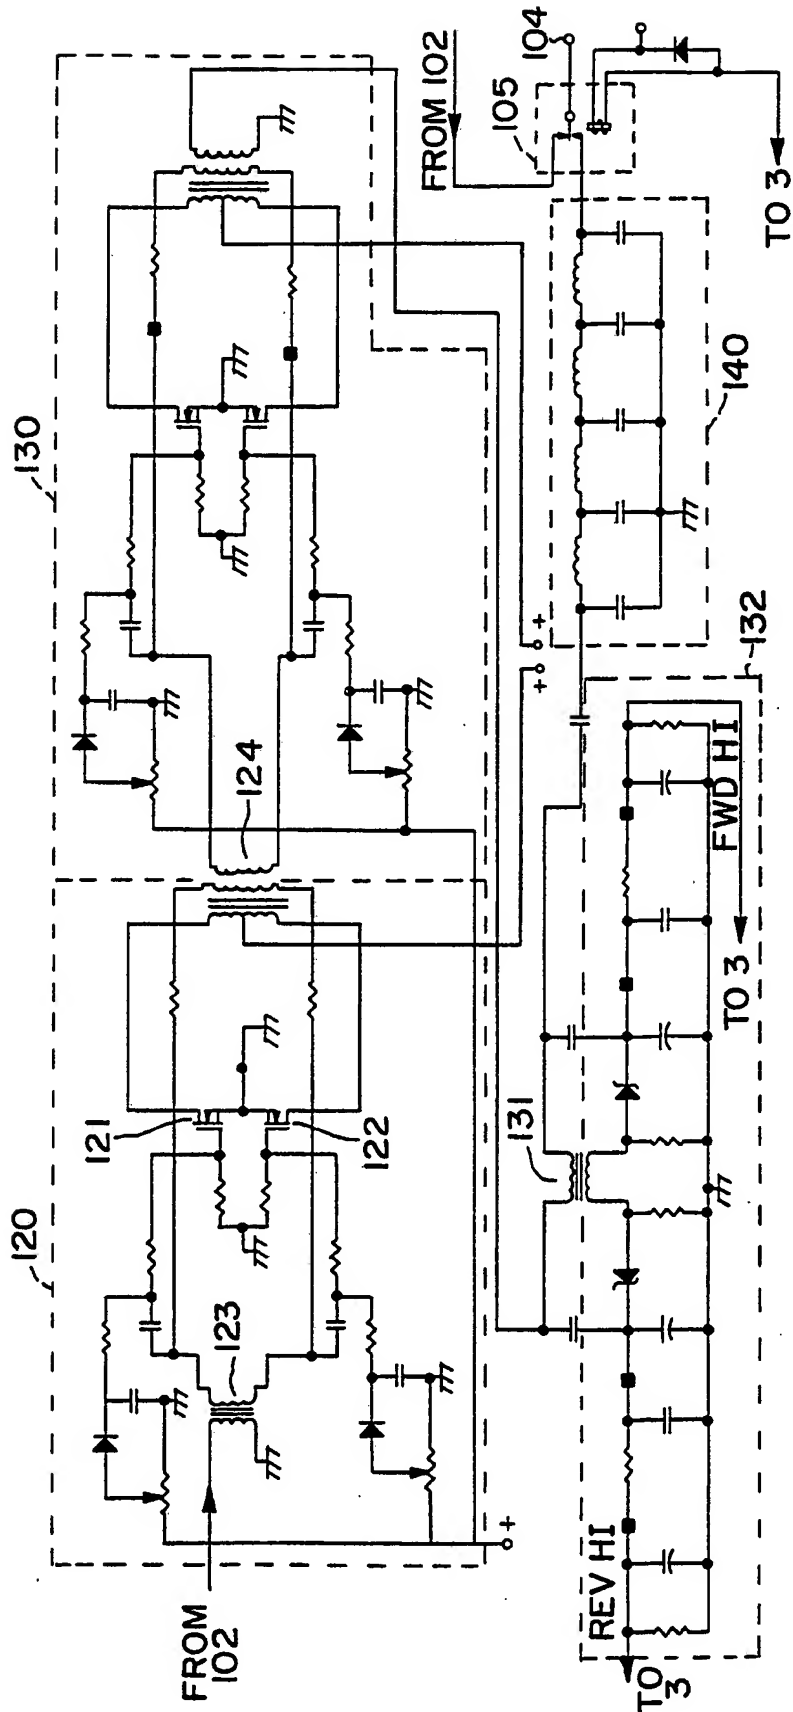 120
130
FROM
102
121
122
123
124
+
+
+
FROM 102
105
104
TO 3
140
132
131
REV HI
TO
3
FWD HI
TO 3